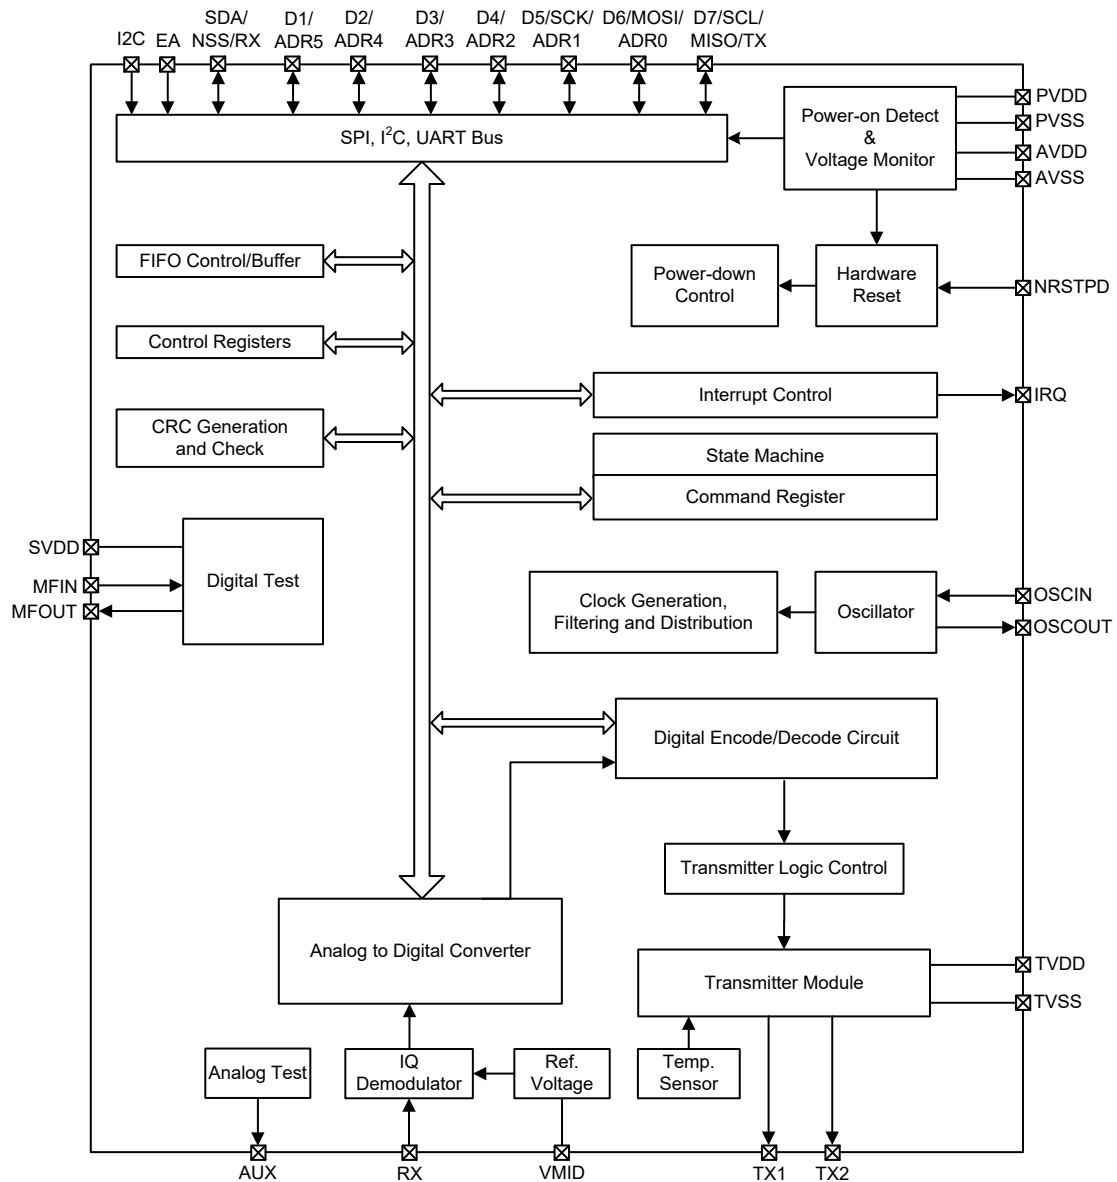 I2C
EA
SDA/
NSS/RX
D1/
ADR5
D2/
ADR4
D3/
ADR3
D4/
ADR2
D5/SCK/
ADR1
D6/MOSI/
ADR0
D7/SCL/
MISO/TX
SPI, I²C, UART Bus
Power-on Detect
&
Voltage Monitor
PVDD
PVSS
AVDD
AVSS
FIFO Control/Buffer
Power-down
Control
Hardware
Reset
NRSTPD
Control Registers
Interrupt Control
IRQ
CRC Generation
and Check
State Machine
Command Register
SVDD
MFIN
MFOUT
Digital Test
Clock Generation,
Filtering and Distribution
Oscillator
OSCIN
OSCOUT
Digital Encode/Decode Circuit
Transmitter Logic Control
Analog to Digital Converter
Transmitter Module
TVDD
TVSS
Analog Test
IQ
Demodulator
Ref.
Voltage
Temp.
Sensor
AUX
RX
VMID
TX1
TX2